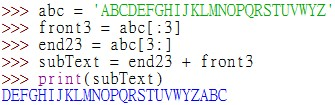 >>> abc = 'ABCDEFGHIJKLMNOPQRSTUVWYZ'
>>> front3 = abc[:3]
>>> end23 = abc[3:]
>>> subText = end23 + front3
>>> print(subText)
DEFGHIJKLMNOPQRSTUVWYZABC